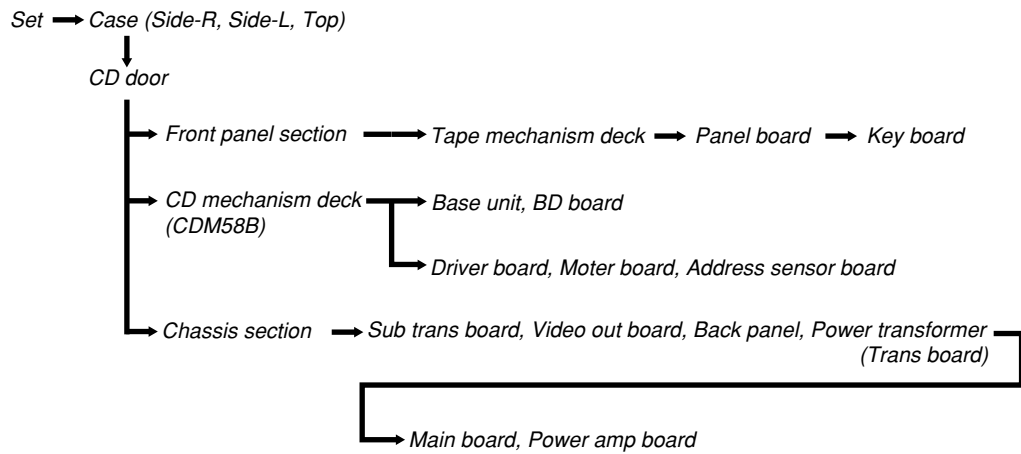 Set Case (Side-R, Side-L, Top)
CD door
Front panel section Tape mechanism deck Panel board Key board
CD mechanism deck (CDM58B)
Base unit, BD board
Driver board, Moter board, Address sensor board
Chassis section Sub trans board, Video out board, Back panel, Power transformer
(Trans board)
Main board, Power amp board